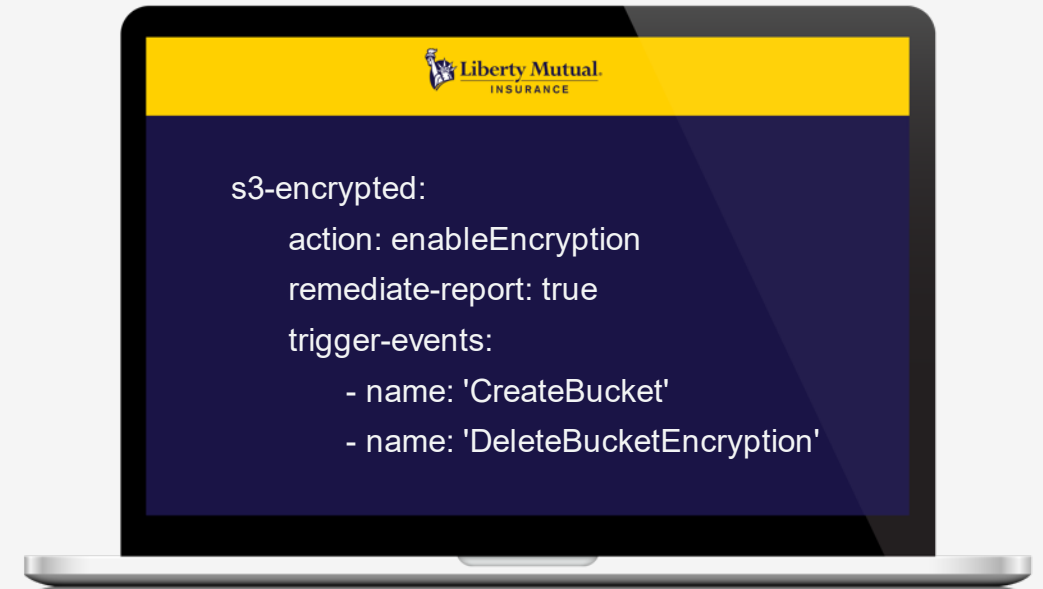 Liberty Mutual.
INSURANCE
s3-encrypted:
action: enableEncryption
remediate-report: true
trigger-events:
- name: 'CreateBucket'
- name: 'DeleteBucketEncryption'